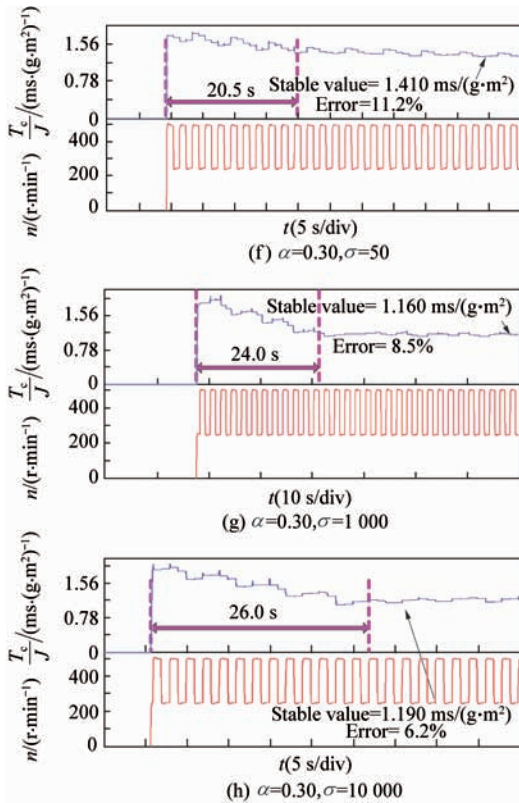 1.56
0.78
0
T_c/J/(ms·(g·m²)⁻¹)
20.5 s
Stable value= 1.410 ms/(g·m²)
Error=11.2%
400
200
0
n/(r·min⁻¹)
t(5 s/div)
(f) α=0.30,σ=50
1.56
0.78
0
T_c/J/(ms·(g·m²)⁻¹)
24.0 s
Stable value= 1.160 ms/(g·m²)
Error= 8.5%
400
200
0
n/(r·min⁻¹)
t(10 s/div)
(g) α=0.30,σ=1 000
1.56
0.78
0
T_c/J/(ms·(g·m²)⁻¹)
26.0 s
400
200
0
n/(r·min⁻¹)
Stable value=1.190 ms/(g·m²)
Error= 6.2%
t(5 s/div)
(h) α=0.30,σ=10 000